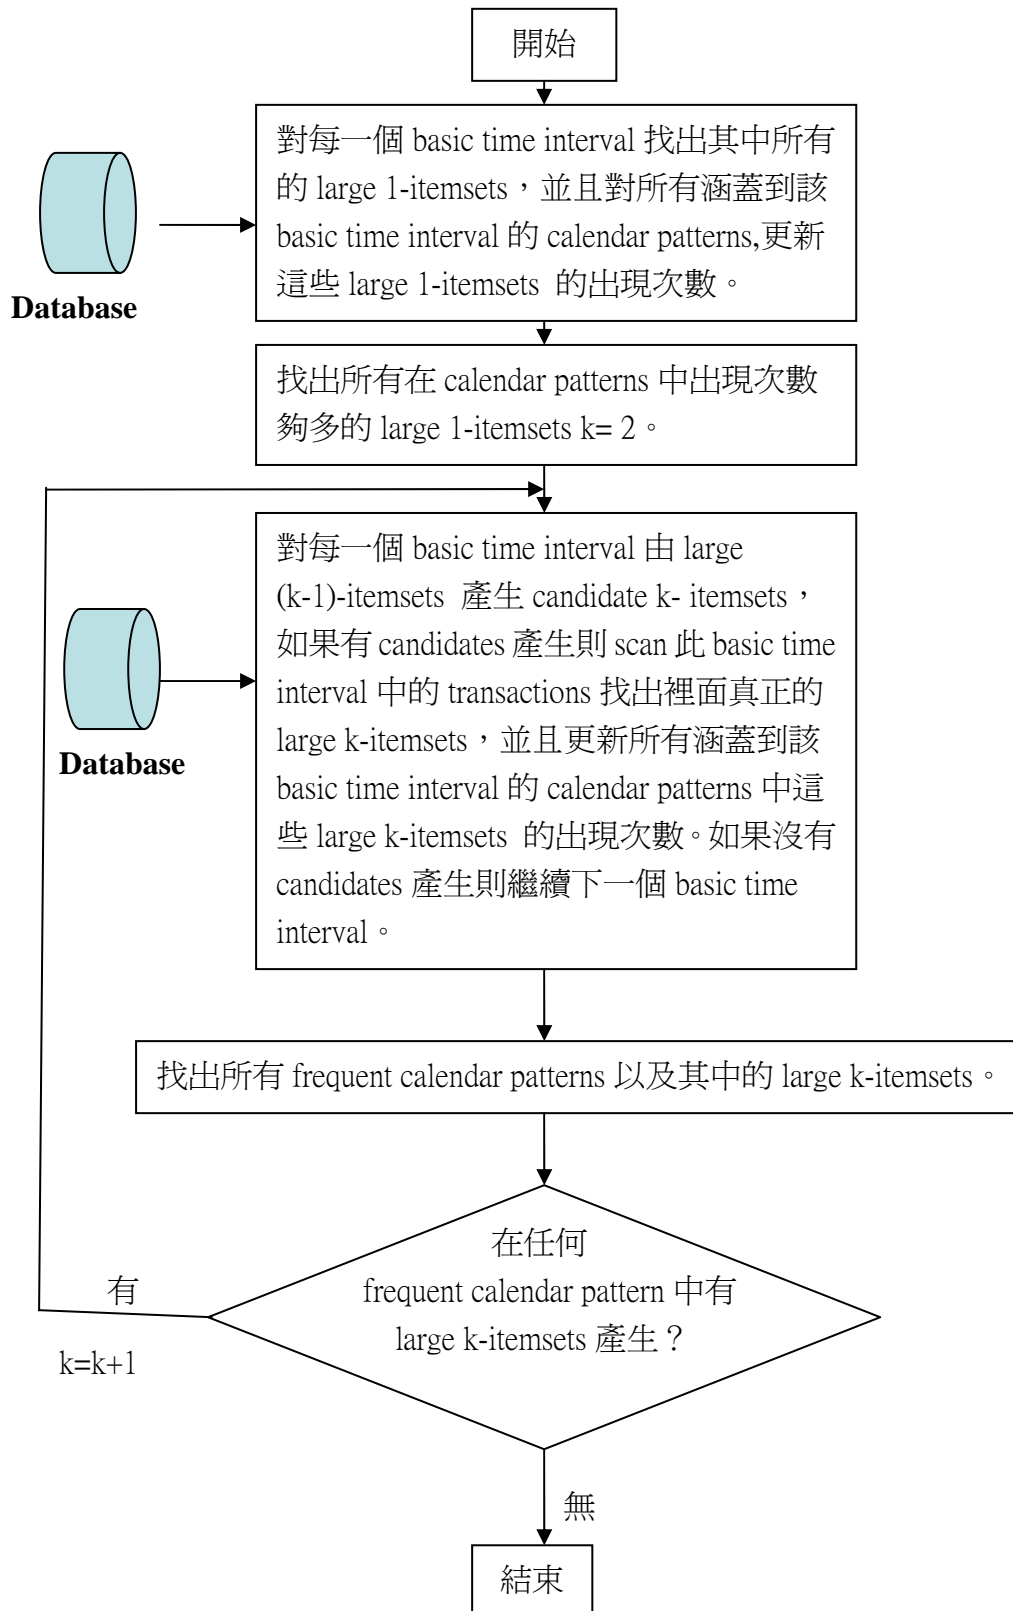 開始
對每一個 basic time interval 找出其中所有
的 large 1-itemsets，並且對所有涵蓋到該
basic time interval 的 calendar patterns,更新
這些 large 1-itemsets 的出現次數。
Database
找出所有在 calendar patterns 中出現次數
夠多的 large 1-itemsets k= 2。
對每一個 basic time interval 由 large
(k-1)-itemsets 產生 candidate k- itemsets，
如果有 candidates 產生則 scan 此 basic time
interval 中的 transactions 找出裡面真正的
large k-itemsets，並且更新所有涵蓋到該
basic time interval 的 calendar patterns 中這
些 large k-itemsets 的出現次數。如果沒有
candidates 產生則繼續下一個 basic time
interval。
Database
找出所有 frequent calendar patterns 以及其中的 large k-itemsets。
在任何
frequent calendar pattern 中有
large k-itemsets 產生？
有
k=k+1
無
結束